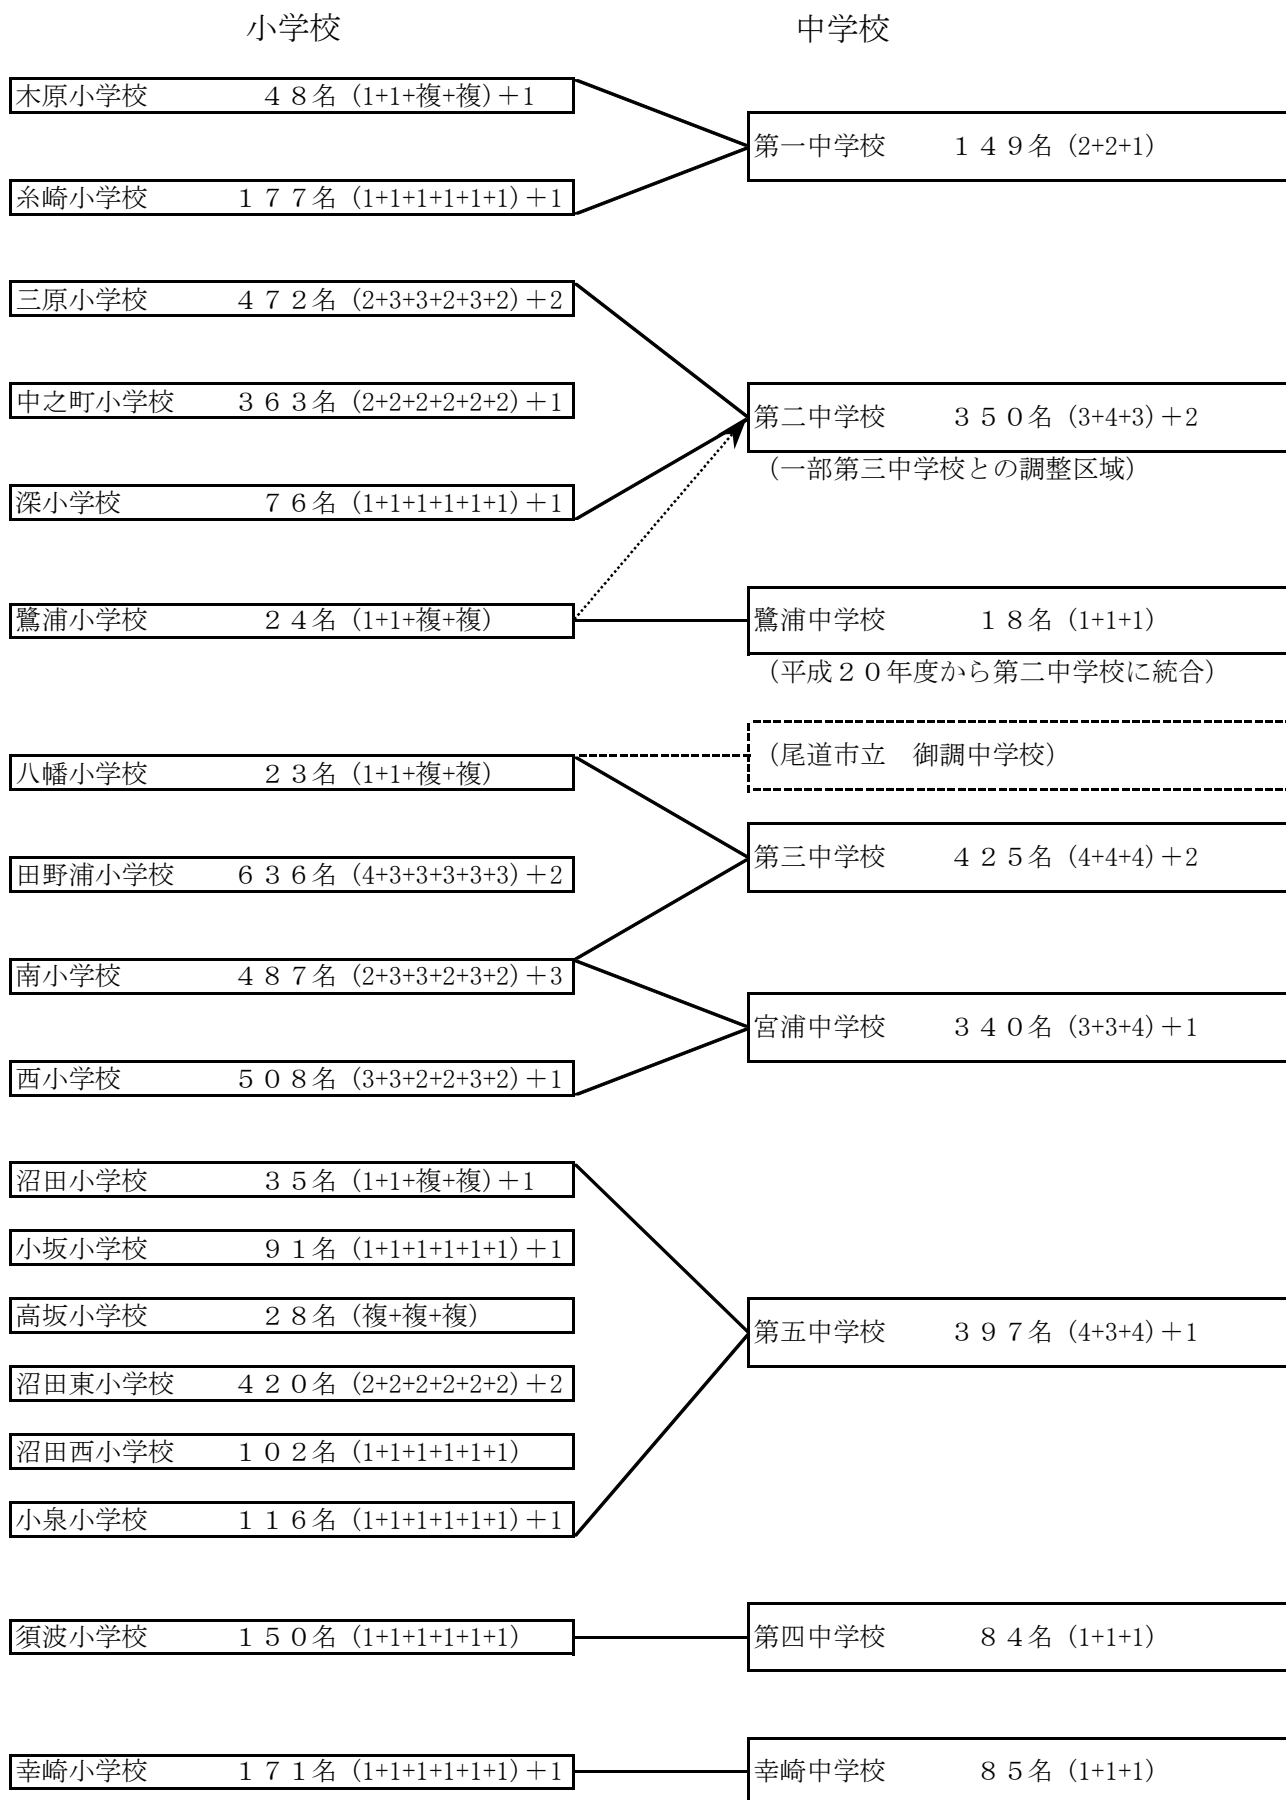 小学校 中学校
木原小学校 48名 (1+1+複+複)+1
第一中学校 149名 (2+2+1)
糸崎小学校 177名 (1+1+1+1+1+1)+1
三原小学校 472名 (2+3+3+2+3+2)+2
中之町小学校 363名 (2+2+2+2+2+2)+1
第二中学校 350名 (3+4+3)+2
(一部第三中学校との調整区域)
深小学校 76名 (1+1+1+1+1+1)+1
鷺浦小学校 24名 (1+1+複+複)
鷺浦中学校 18名 (1+1+1)
(平成20年度から第二中学校に統合)
(尾道市立 御調中学校)
八幡小学校 23名 (1+1+複+複)
第三中学校 425名 (4+4+4)+2
田野浦小学校 636名 (4+3+3+3+3+3)+2
南小学校 487名 (2+3+3+2+3+2)+3
宮浦中学校 340名 (3+3+4)+1
西小学校 508名 (3+3+2+2+3+2)+1
沼田小学校 35名 (1+1+複+複)+1
小坂小学校 91名 (1+1+1+1+1+1)+1
高坂小学校 28名 (複+複+複)
第五中学校 397名 (4+3+4)+1
沼田東小学校 420名 (2+2+2+2+2+2)+2
沼田西小学校 102名 (1+1+1+1+1+1)
小泉小学校 116名 (1+1+1+1+1+1)+1
須波小学校 150名 (1+1+1+1+1+1)
第四中学校 84名 (1+1+1)
幸崎小学校 171名 (1+1+1+1+1+1)+1
幸崎中学校 85名 (1+1+1)